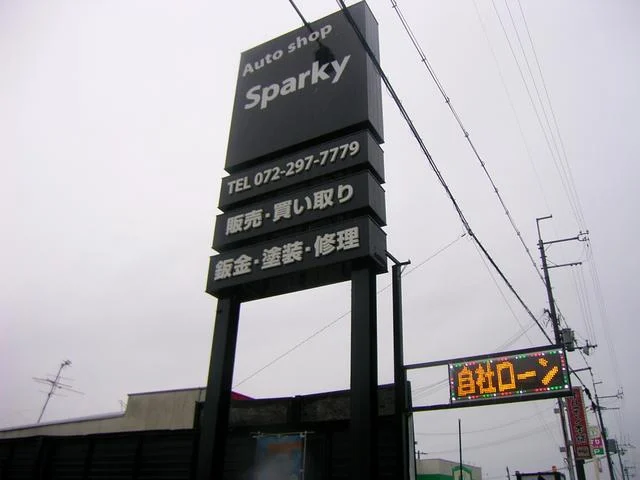 Auto shop
Sparky
TEL 072-297-7779
販売・買い取り
鈑金・塗装・修理
自社ローン